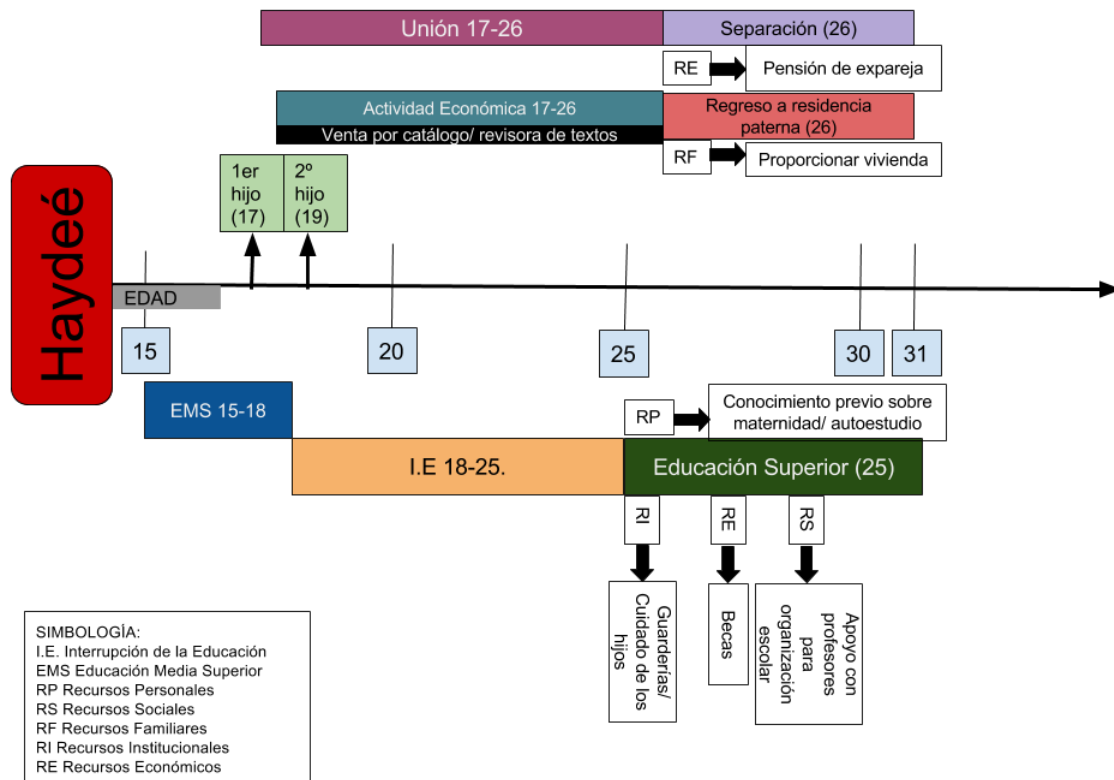 Unión 17-26
Separación (26)
RE
Pensión de expareja
Actividad Económica 17-26
Venta por catálogo/ revisora de textos
Regreso a residencia
paterna (26)
RF
Proporcionar vivienda
1er
hijo
(17)
2º
hijo
(19)
Haydeé
EDAD
15
20
25
30
31
EMS 15-18
RP
Conocimiento previo sobre
maternidad/ autoestudio
I.E 18-25.
Educación Superior (25)
RI
RE
RS
Guarderías/
Cuidado de los
hijos
Becas
Apoyo con
profesores
para
organización
escolar
SIMBOLOGÍA:
I.E. Interrupción de la Educación
EMS Educación Media Superior
RP Recursos Personales
RS Recursos Sociales
RF Recursos Familiares
RI Recursos Institucionales
RE Recursos Económicos